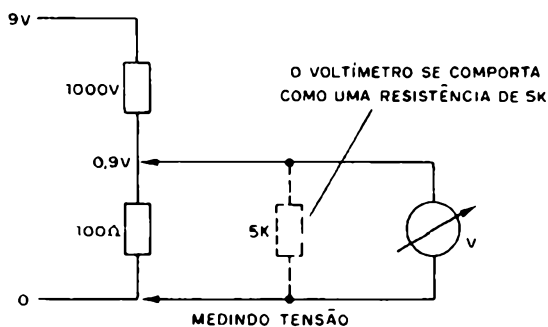 9V
1000V
O VOLTÍMETRO SE COMPORTA
COMO UMA RESISTÊNCIA DE 5K
0,9V
100Ω
5K
V
0
MEDINDO TENSÃO